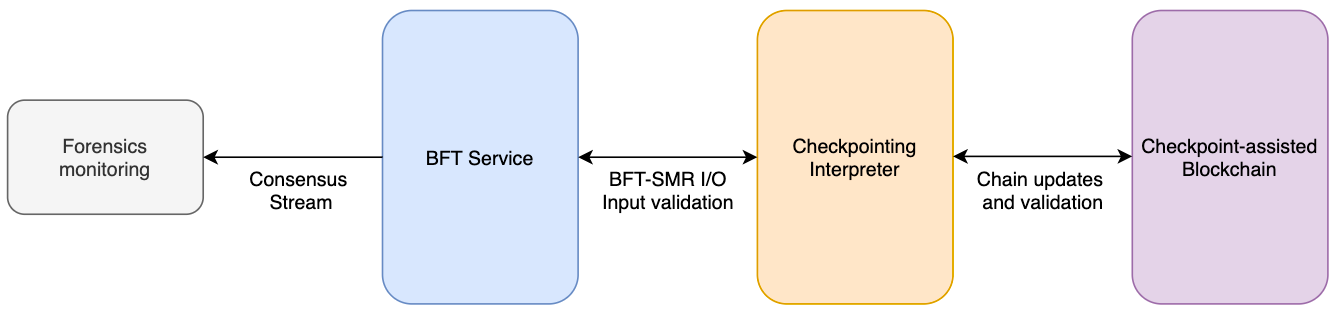 Forensics
monitoring
Consensus
Stream
BFT Service
BFT-SMR I/O
Input validation
Checkpointing
Interpreter
Chain updates
and validation
Checkpoint-assisted
Blockchain